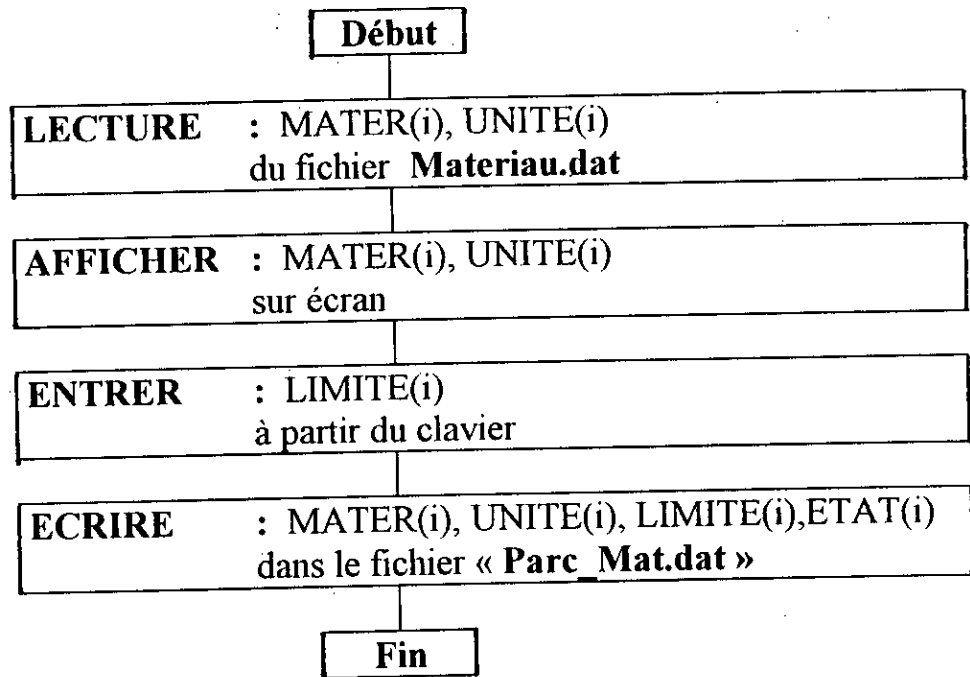 Début
LECTURE : MATER(i), UNITE(i)
du fichier Materiau.dat
AFFICHER : MATER(i), UNITE(i)
sur écran
ENTRER : LIMITE(i)
à partir du clavier
ECRIRE : MATER(i), UNITE(i), LIMITE(i),ETAT(i)
dans le fichier « Parc_Mat.dat »
Fin